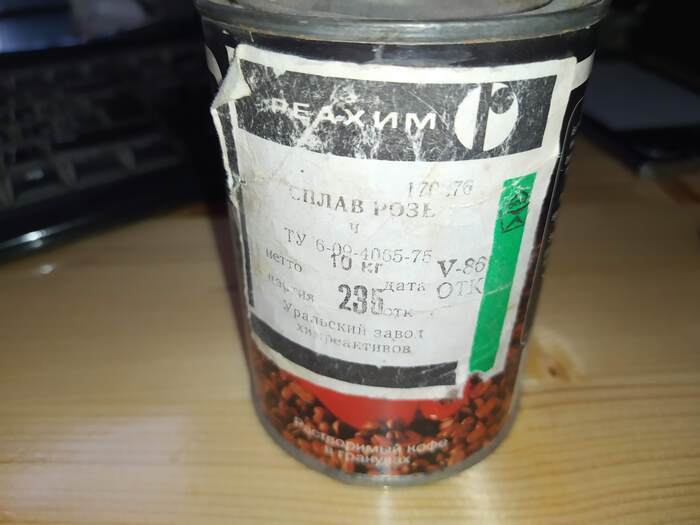 РЕАХИМ
СПЛАВ РОЗЕ
Ч
ТУ 6-09-4065-75
нетто 10 кг V-86
партия 235 дата ОТК
отк
Уральский завод
химреактивов
Растворимый кофе
в гранулах